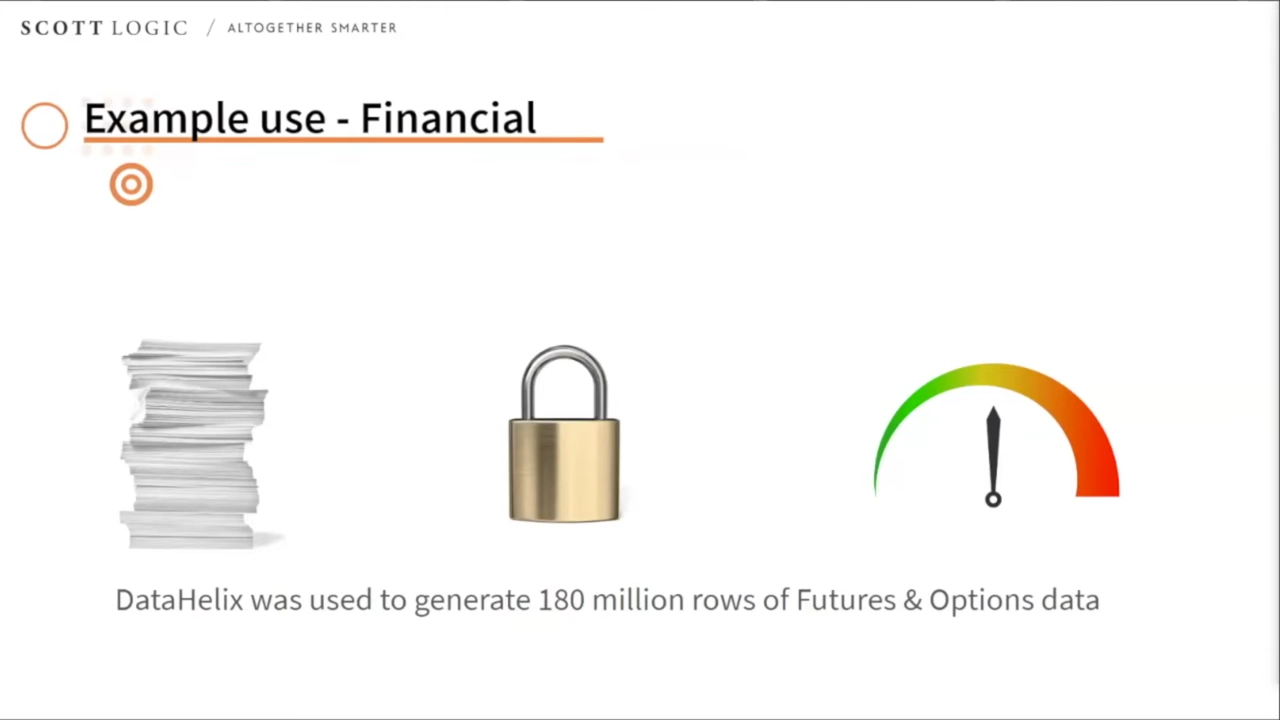 SCOTT LOGIC / ALTOGETHER SMARTER
Example use - Financial
DataHelix was used to generate 180 million rows of Futures & Options data